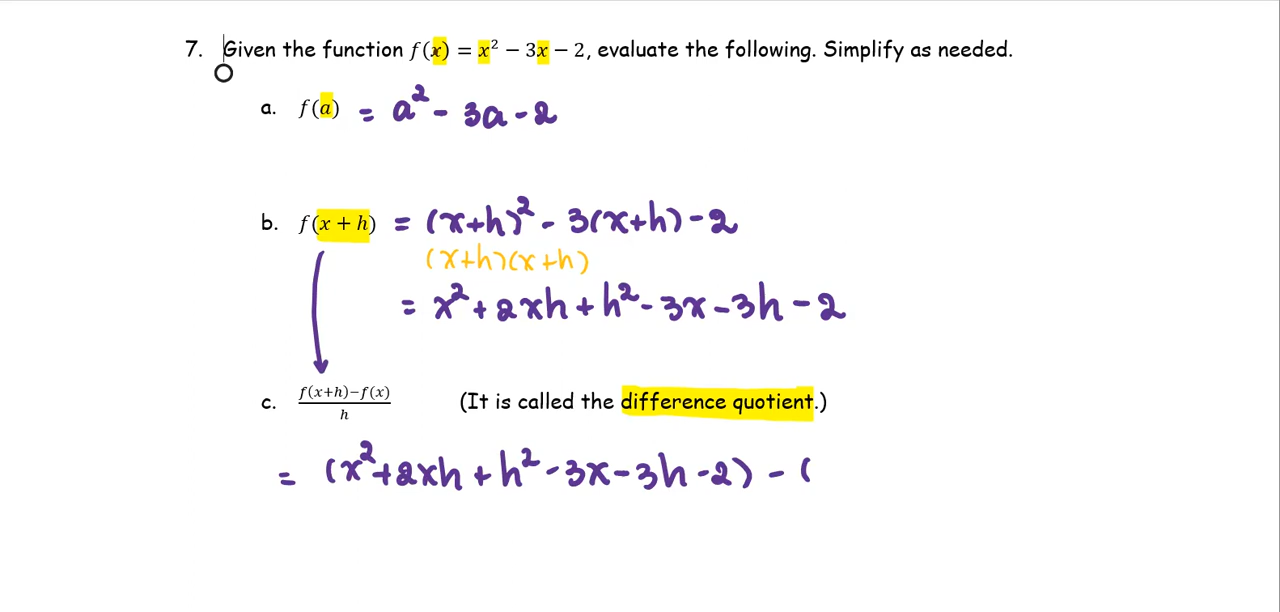 7. Given the function f(x) = x² − 3x − 2, evaluate the following. Simplify as needed.
a. f(a) = a² - 3a - 2
b. f(x + h) = (x+h)² - 3(x+h) - 2
(x+h)(x+h)
= x² + 2xh + h² - 3x - 3h - 2
c. f(x+h)−f(x) / h (It is called the difference quotient.)
= (x² + 2xh + h² - 3x - 3h - 2) - (